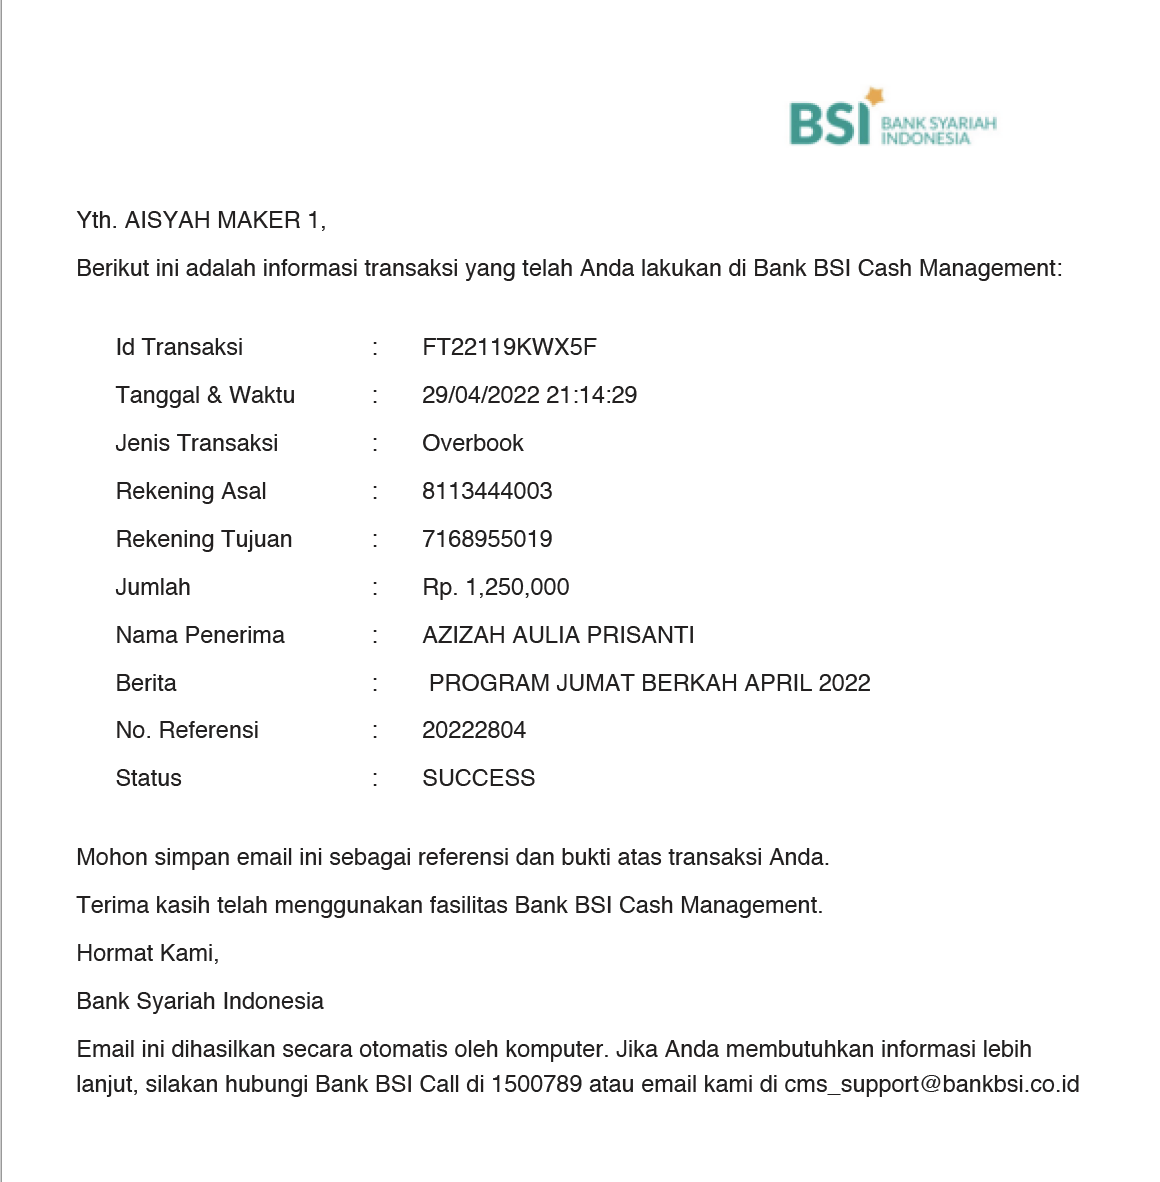 BSI BANK SYARIAH
INDONESIA
Yth. AISYAH MAKER 1,
Berikut ini adalah informasi transaksi yang telah Anda lakukan di Bank BSI Cash Management:
Id Transaksi : FT22119KWX5F
Tanggal & Waktu : 29/04/2022 21:14:29
Jenis Transaksi : Overbook
Rekening Asal : 8113444003
Rekening Tujuan : 7168955019
Jumlah : Rp. 1,250,000
Nama Penerima : AZIZAH AULIA PRISANTI
Berita : PROGRAM JUMAT BERKAH APRIL 2022
No. Referensi : 20222804
Status : SUCCESS
Mohon simpan email ini sebagai referensi dan bukti atas transaksi Anda.
Terima kasih telah menggunakan fasilitas Bank BSI Cash Management.
Hormat Kami,
Bank Syariah Indonesia
Email ini dihasilkan secara otomatis oleh komputer. Jika Anda membutuhkan informasi lebih
lanjut, silakan hubungi Bank BSI Call di 1500789 atau email kami di cms_support@bankbsi.co.id